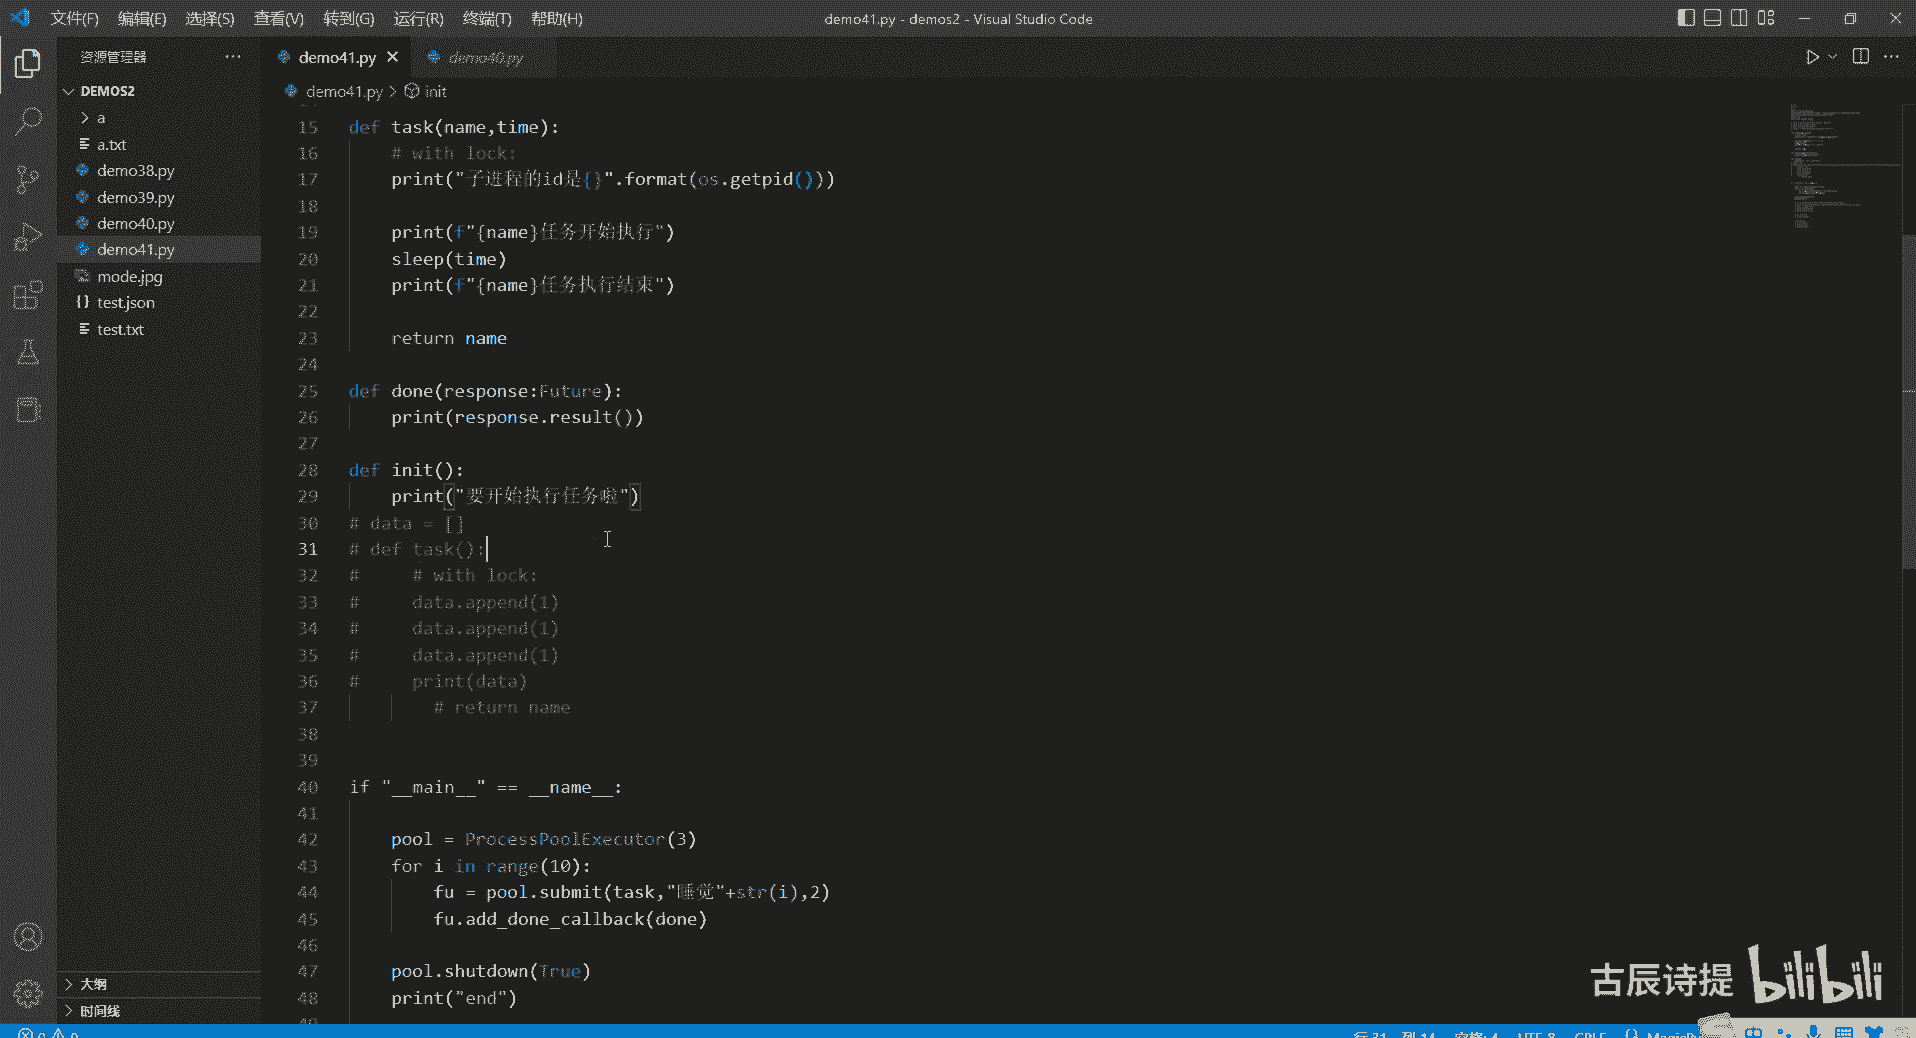 文件(F) 编辑(E) 选择(S) 查看(V) 转到(G) 运行(R) 终端(T) 帮助(H)
demo41.py - demos2 - Visual Studio Code
资源管理器
demo41.py
demo40.py
DEMOS2
demo41.py > init
a
a.txt
demo38.py
demo39.py
demo40.py
demo41.py
mode.jpg
test.json
test.txt
15 def task(name,time):
16 # with lock:
17 print("子进程的id是{}".format(os.getpid()))
18
19 print(f"{name}任务开始执行")
20 sleep(time)
21 print(f"{name}任务执行结束")
22
23 return name
24
25 def done(response:Future):
26 print(response.result())
27
28 def init():
29 print("要开始执行任务啦")
30 # data = []
31 # def task():
32 # # with lock:
33 # data.append(1)
34 # data.append(1)
35 # data.append(1)
36 # print(data)
37 # return name
38
39
40 if "__main__" == __name__:
41
42 pool = ProcessPoolExecutor(3)
43 for i in range(10):
44 fu = pool.submit(task,"睡觉"+str(i),2)
45 fu.add_done_callback(done)
46
47 pool.shutdown(True)
48 print("end")
大纲
时间线
古辰诗提
bilibili
行 31, 列 14 空格: 4 UTF-8 CRLF